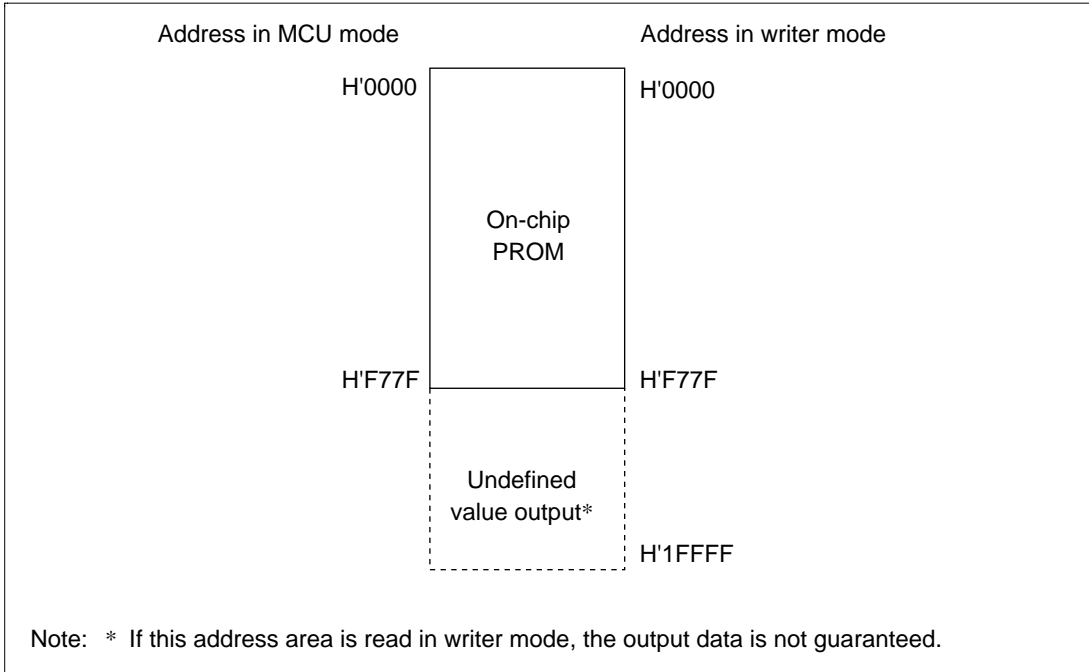 Address in MCU mode
Address in writer mode
H'0000
H'0000
On-chip
PROM
H'F77F
H'F77F
Undefined
value output*
H'1FFFF
Note: * If this address area is read in writer mode, the output data is not guaranteed.